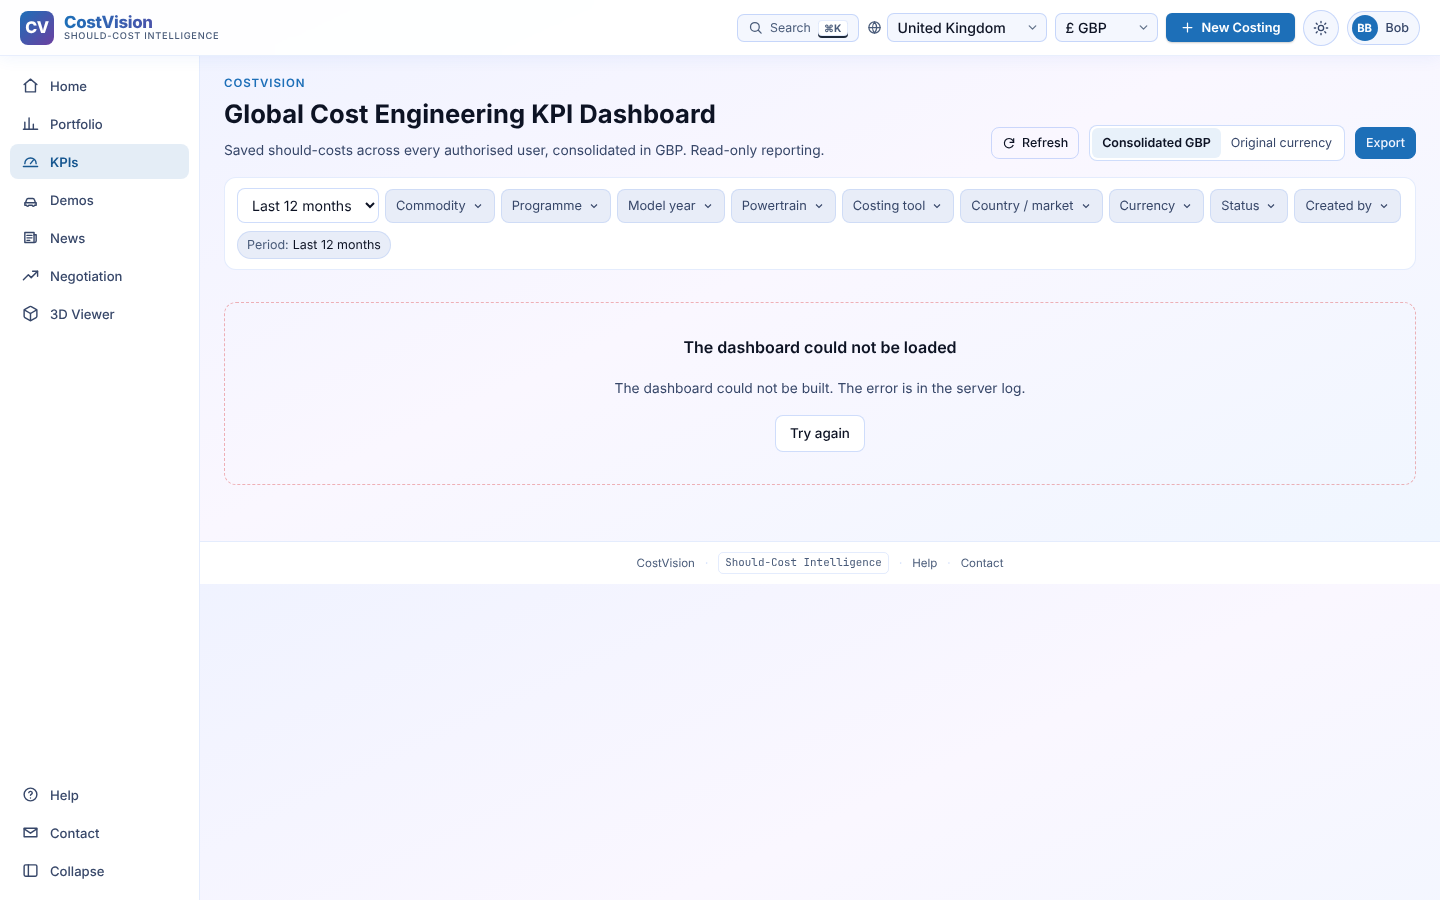 CV
CostVision
SHOULD-COST INTELLIGENCE
Search ⌘K
United Kingdom
£ GBP
+ New Costing
BB Bob
Home
Portfolio
KPIs
Demos
News
Negotiation
3D Viewer
Help
Contact
Collapse
COSTVISION
Global Cost Engineering KPI Dashboard
Saved should-costs across every authorised user, consolidated in GBP. Read-only reporting.
Refresh
Consolidated GBP Original currency
Export
Last 12 months Commodity Programme Model year Powertrain Costing tool Country / market Currency Status Created by
Period: Last 12 months
The dashboard could not be loaded
The dashboard could not be built. The error is in the server log.
Try again
CostVision · Should-Cost Intelligence · Help · Contact